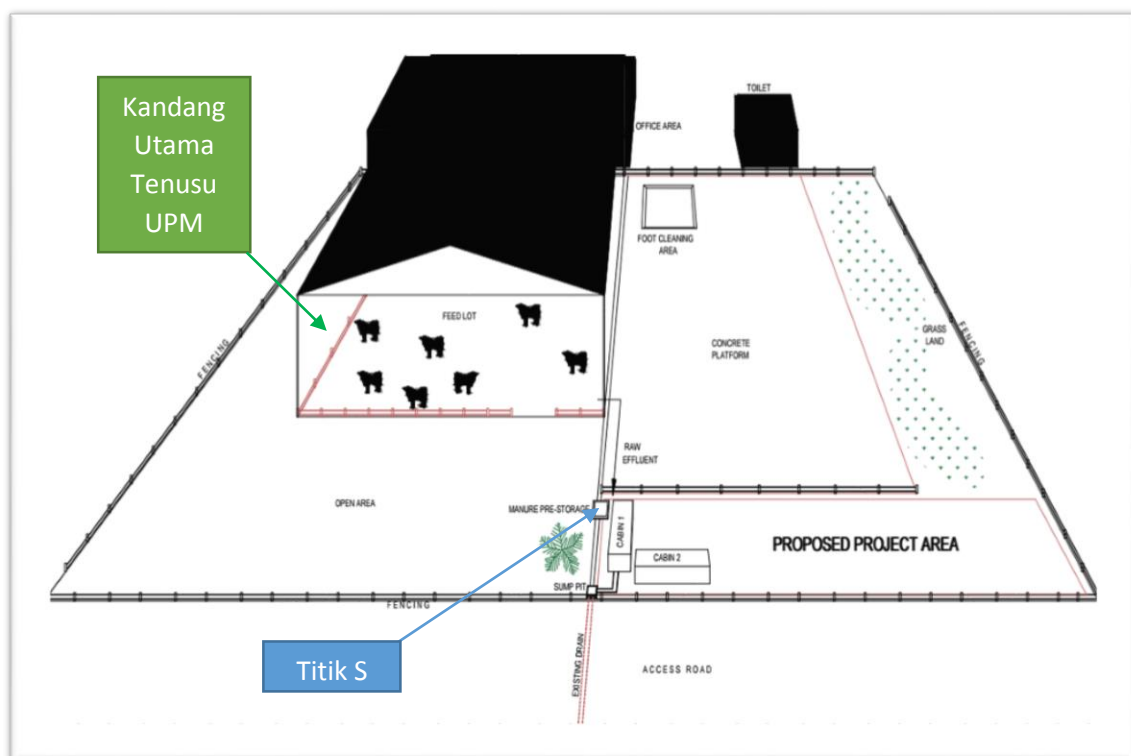 TOILET
Kandang
Utama
Tenusu
UPM
OFFICE AREA
FOOT CLEANING
AREA
FEED LOT
FENCING
CONCRETE
PLATFORM
GRASS
LAND
FENCING
RAW
EFFLUENT
OPEN AREA
MANURE PRE-STORAGE
CABIN 1
PROPOSED PROJECT AREA
CABIN 2
SUMP PIT
FENCING
Titik S
EXISTING DRAIN
ACCESS ROAD